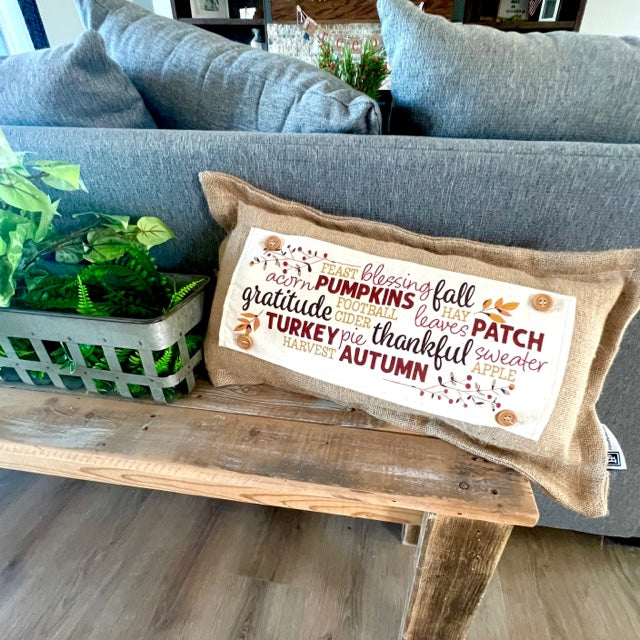 FEAST blessing fall
acorn PUMPKINS HAY
gratitude FOOTBALL leaves PATCH
CIDER
TURKEY pie thankful sweater
HARVEST AUTUMN APPLE